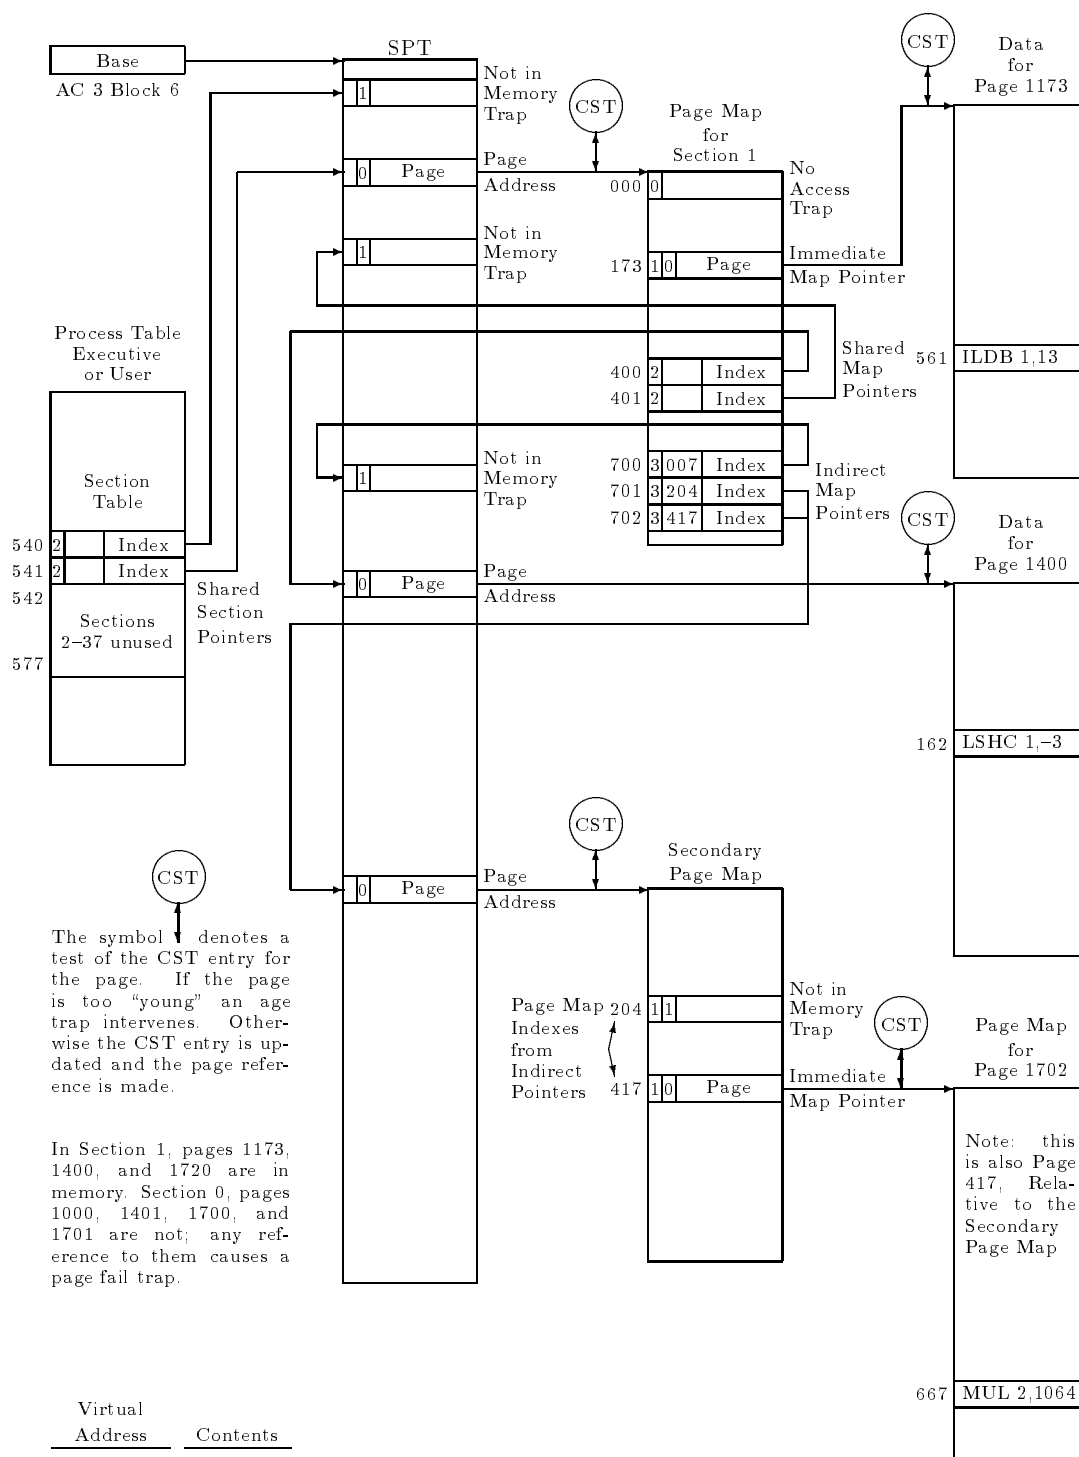 Base
AC 3 Block 6
SPT
1
Not in
Memory
Trap
0 Page
Page
Address
1
Not in
Memory
Trap
CST
Page Map
for
Section 1
000 0
No
Access
Trap
173 1 0 Page
Immediate
Map Pointer
CST
Data
for
Page 1173
561 ILDB 1,13
400 2 Index
401 2 Index
Shared
Map
Pointers
Process Table
Executive
or User
Section
Table
540 2 Index
541 2 Index
542
Sections
2–37 unused
577
Shared
Section
Pointers
1
Not in
Memory
Trap
700 3 007 Index
701 3 204 Index
702 3 417 Index
Indirect
Map
Pointers
0 Page
Page
Address
CST
Data
for
Page 1400
162 LSHC 1,–3
CST
The symbol denotes a
test of the CST entry for
the page. If the page
is too “young” an age
trap intervenes. Other-
wise the CST entry is up-
dated and the page refer-
ence is made.
In Section 1, pages 1173,
1400, and 1720 are in
memory. Section 0, pages
1000, 1401, 1700, and
1701 are not; any ref-
erence to them causes a
page fail trap.
0 Page
Page
Address
CST
Secondary
Page Map
Page Map
Indexes
from
Indirect
Pointers
204 1 1
Not in
Memory
Trap
417 1 0 Page
Immediate
Map Pointer
CST
Page Map
for
Page 1702
Note: this
is also Page
417, Rela-
tive to the
Secondary
Page Map
667 MUL 2,1064
Virtual
Address Contents